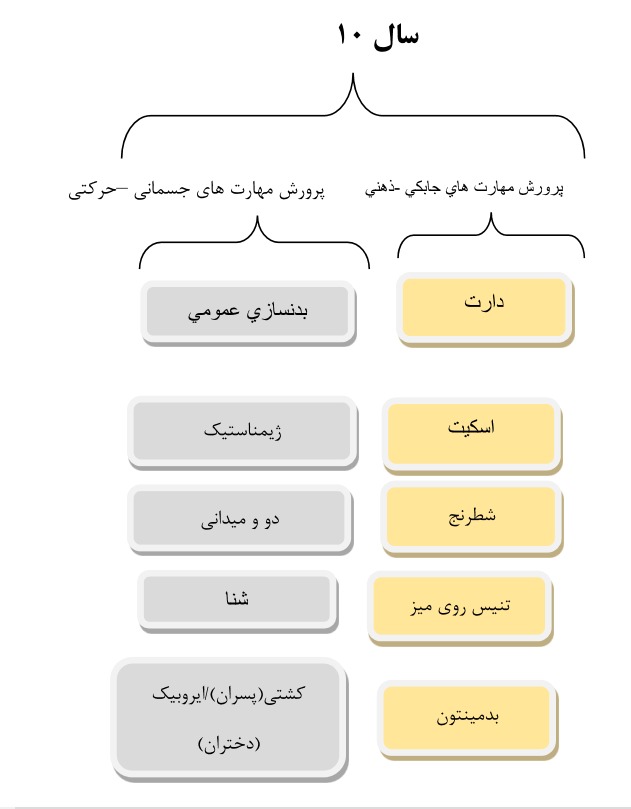 سال ۱۰
پرورش مهارت هاي جابكي -ذهني
پرورش مهارت های جسمانی –حرکتی
دارت
بدنسازي عمومي
اسکیت
ژیمناستیک
شطرنج
دو و میدانی
تنیس روی میز
شنا
بدمینتون
کشتی(پسران)/ایروبیک
(دختران)